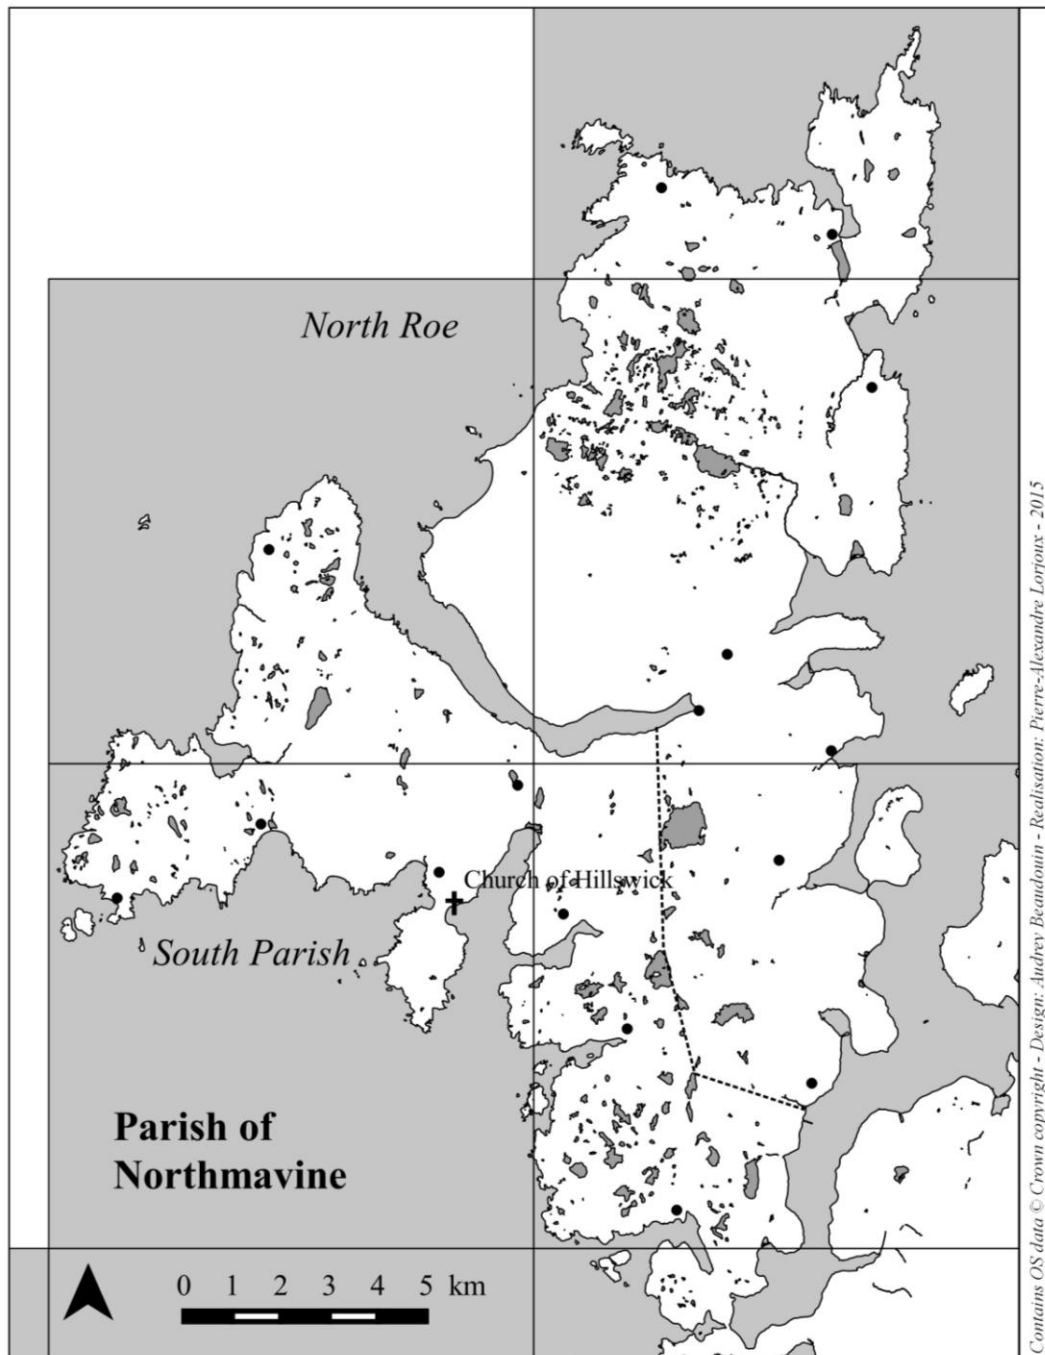 North Roe
Church of Hillswick
South Parish
Parish of
Northmavine
0 1 2 3 4 5 km
Contains OS data © Crown copyright - Design: Audrey Beaudouin - Realisation: Pierre-Alexandre Lorjoux - 2015